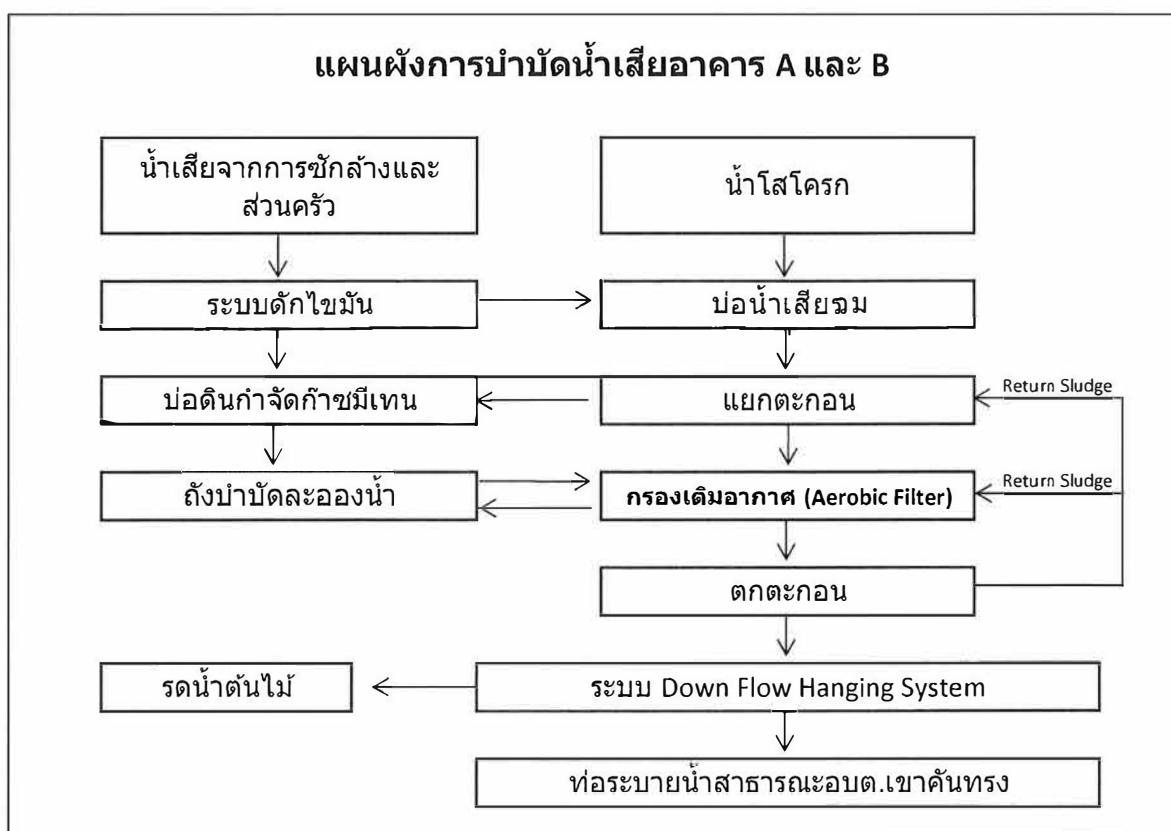 แผนผังการบำบัดน้ำเสียอาคาร A และ B
น้ำเสียจากการซักล้างและ
ส่วนครัว
น้ำโสโครก
ระบบดักไขมัน
บ่อน้ำเสียจม
บ่อดินกำจัดก๊าซมีเทน
แยกตะกอน
Return Sludge
ถังบำบัดละอองน้ำ
กรองเติมอากาศ (Aerobic Filter)
Return Sludge
ตกตะกอน
รดน้ำต้นไม้
ระบบ Down Flow Hanging System
ท่อระบายน้ำสาธารณะอบต.เขาคันทรง